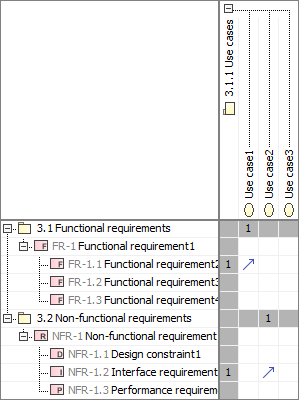 3.1.1 Use cases
Use case1
Use case2
Use case3
3.1 Functional requirements 1
F FR-1 Functional requirement1
F FR-1.1 Functional requirement2 1
F FR-1.2 Functional requirement3
F FR-1.3 Functional requirement4
3.2 Non-functional requirements 1
R NFR-1 Non-functional requirement
D NFR-1.1 Design constraint1
I NFR-1.2 Interface requirement 1
P NFR-1.3 Performance requirem